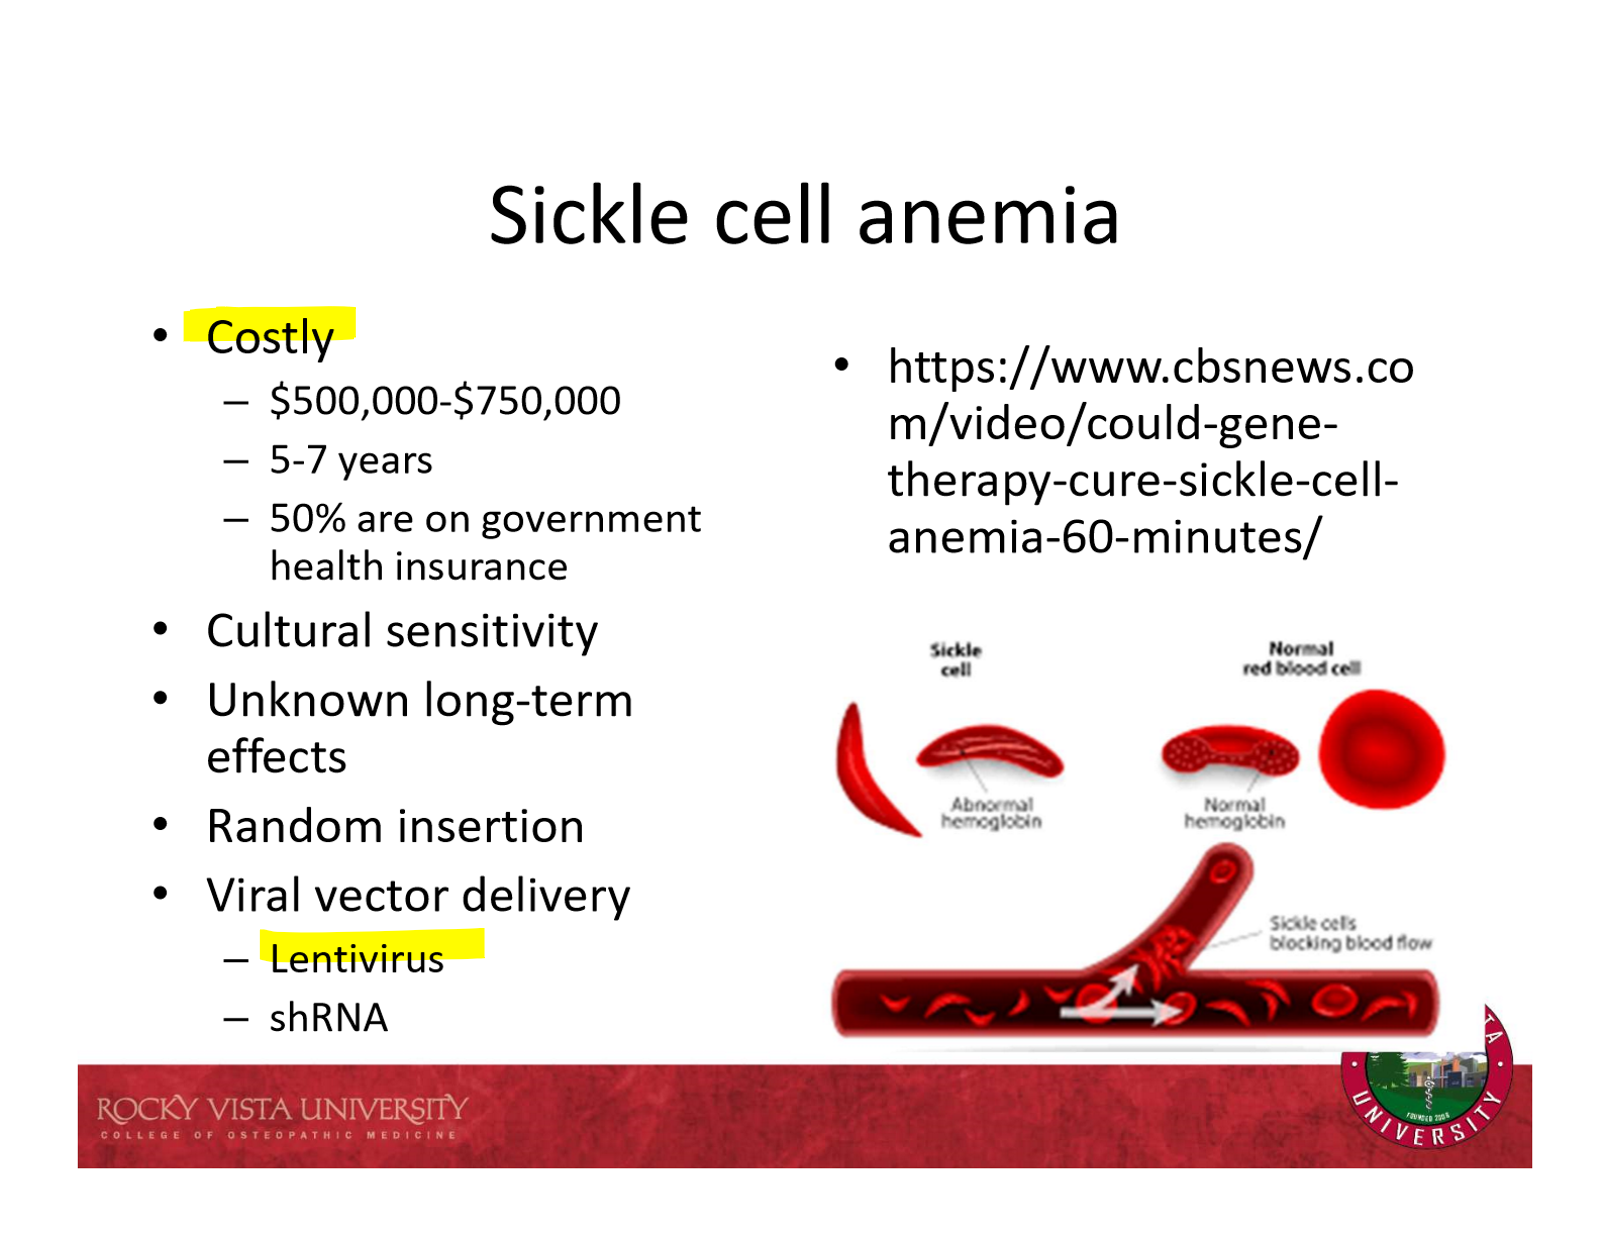 Sickle cell anemia
• Costly
– $500,000-$750,000
– 5-7 years
– 50% are on government
health insurance
• Cultural sensitivity
• Unknown long-term
effects
• Random insertion
• Viral vector delivery
– Lentivirus
– shRNA
• https://www.cbsnews.co
m/video/could-gene-
therapy-cure-sickle-cell-
anemia-60-minutes/
Sickle
cell
Normal
red blood cell
Abnormal
hemoglobin
Normal
hemoglobin
Sickle cells
blocking blood flow
ROCKY VISTA UNIVERSITY
COLLEGE OF OSTEOPATHIC MEDICINE
TA
UNIVERSITY
FOUNDED 2006